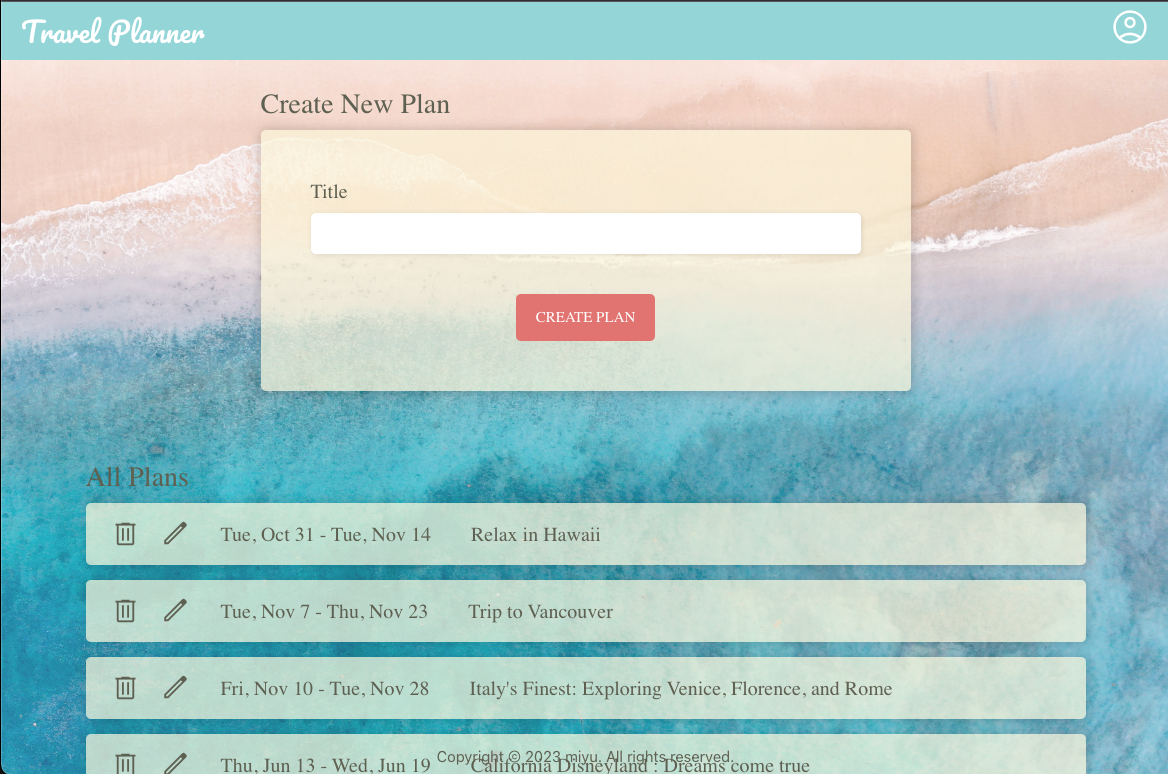 Travel Planner
Create New Plan
Title
CREATE PLAN
All Plans
Tue, Oct 31 - Tue, Nov 14 Relax in Hawaii
Tue, Nov 7 - Thu, Nov 23 Trip to Vancouver
Fri, Nov 10 - Tue, Nov 28 Italy's Finest: Exploring Venice, Florence, and Rome
Copyright © 2023 miyu. All rights reserved.
Thu, Jun 13 - Wed, Jun 19 California Disneyland : Dreams come true